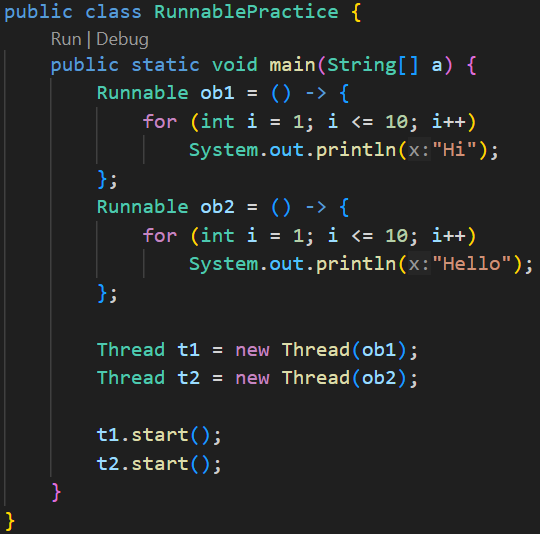 public class RunnablePractice {
Run | Debug
public static void main(String[] a) {
Runnable ob1 = () -> {
for (int i = 1; i <= 10; i++)
System.out.println(x:"Hi");
};
Runnable ob2 = () -> {
for (int i = 1; i <= 10; i++)
System.out.println(x:"Hello");
};
Thread t1 = new Thread(ob1);
Thread t2 = new Thread(ob2);
t1.start();
t2.start();
}
}